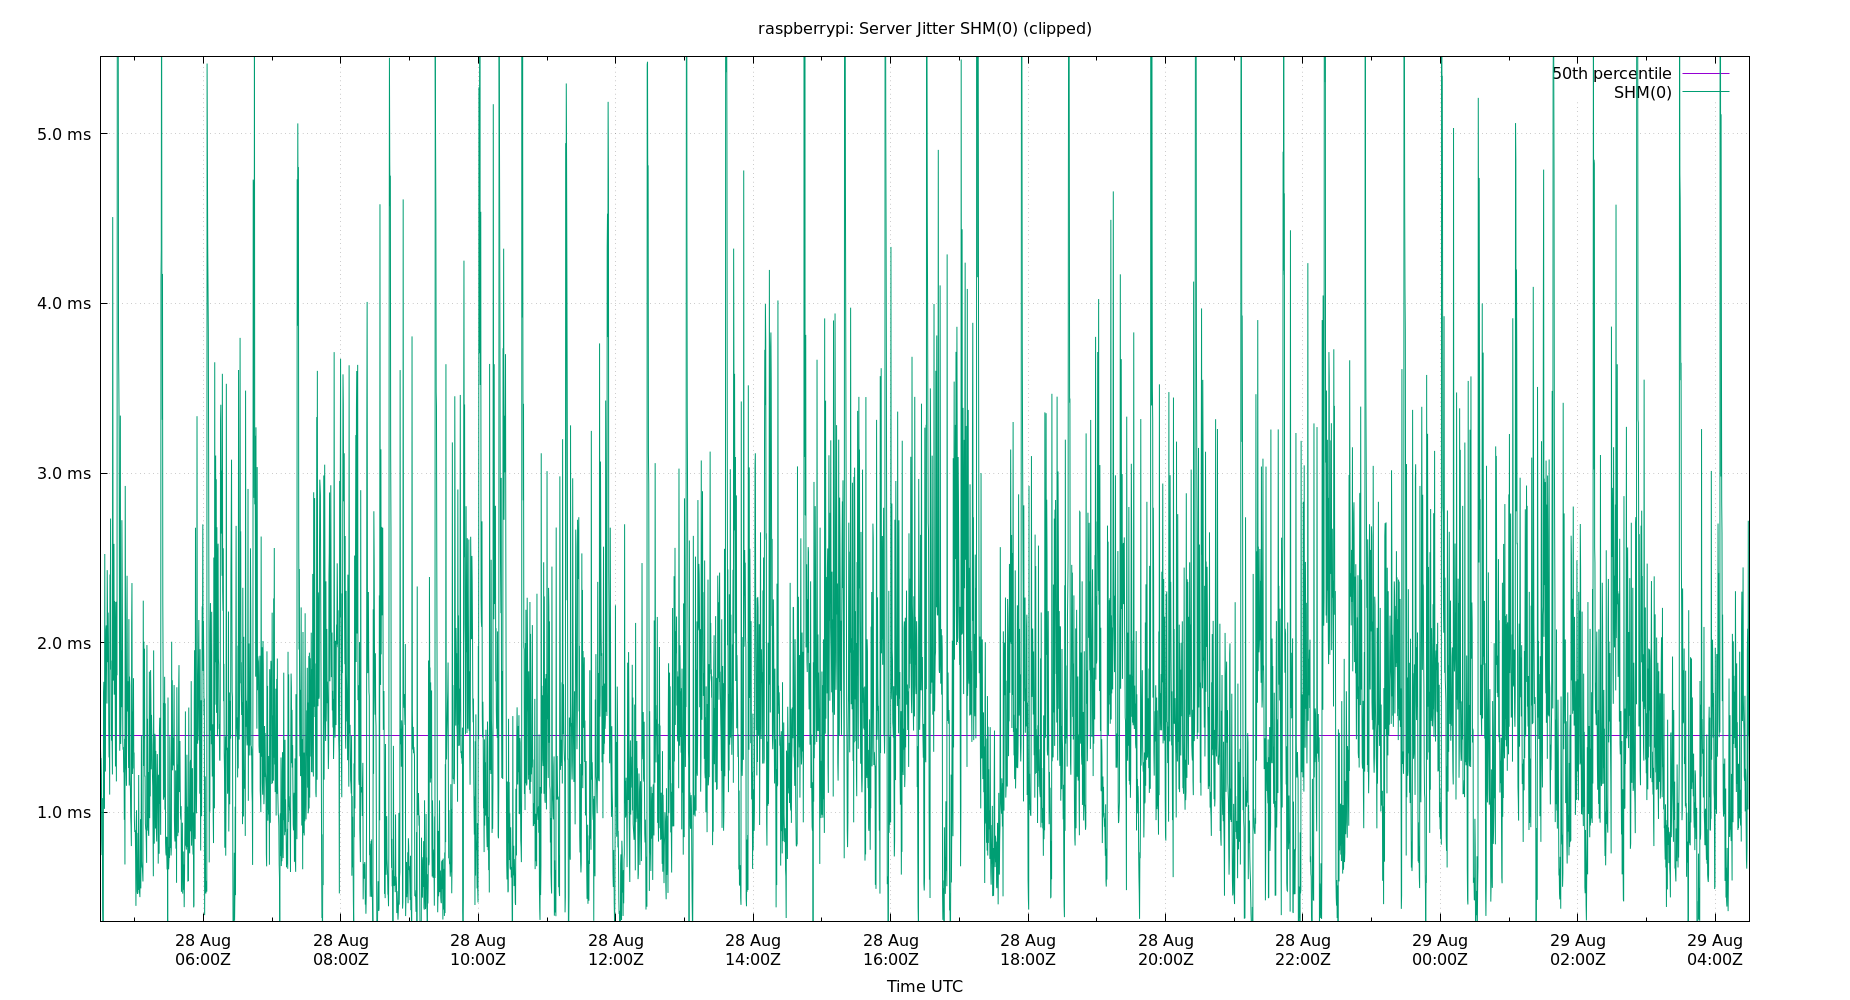 raspberrypi: Server Jitter SHM(0) (clipped)
50th percentile
SHM(0)
5.0 ms
4.0 ms
3.0 ms
2.0 ms
1.0 ms
28 Aug 28 Aug 28 Aug 28 Aug 28 Aug 28 Aug 28 Aug 28 Aug 28 Aug 29 Aug 29 Aug 29 Aug
06:00Z 08:00Z 10:00Z 12:00Z 14:00Z 16:00Z 18:00Z 20:00Z 22:00Z 00:00Z 02:00Z 04:00Z
Time UTC